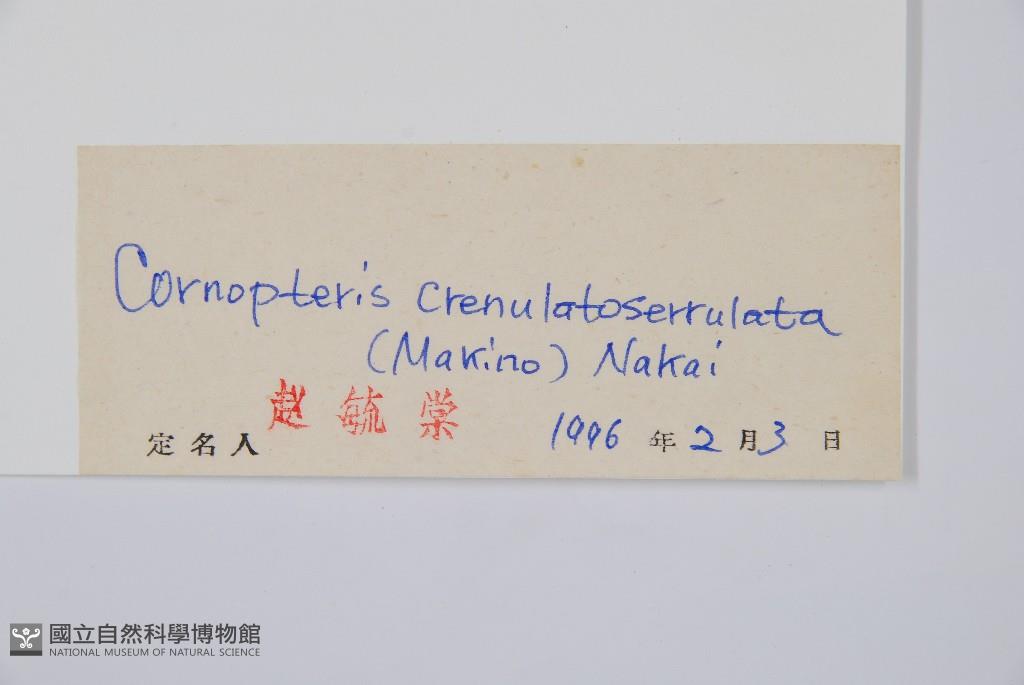 Cornopteris crenulatoserrulata
(Makino) Nakai
定名人 赵毓棠 1996 年 2 月 3 日
國立自然科學博物館
NATIONAL MUSEUM OF NATURAL SCIENCE